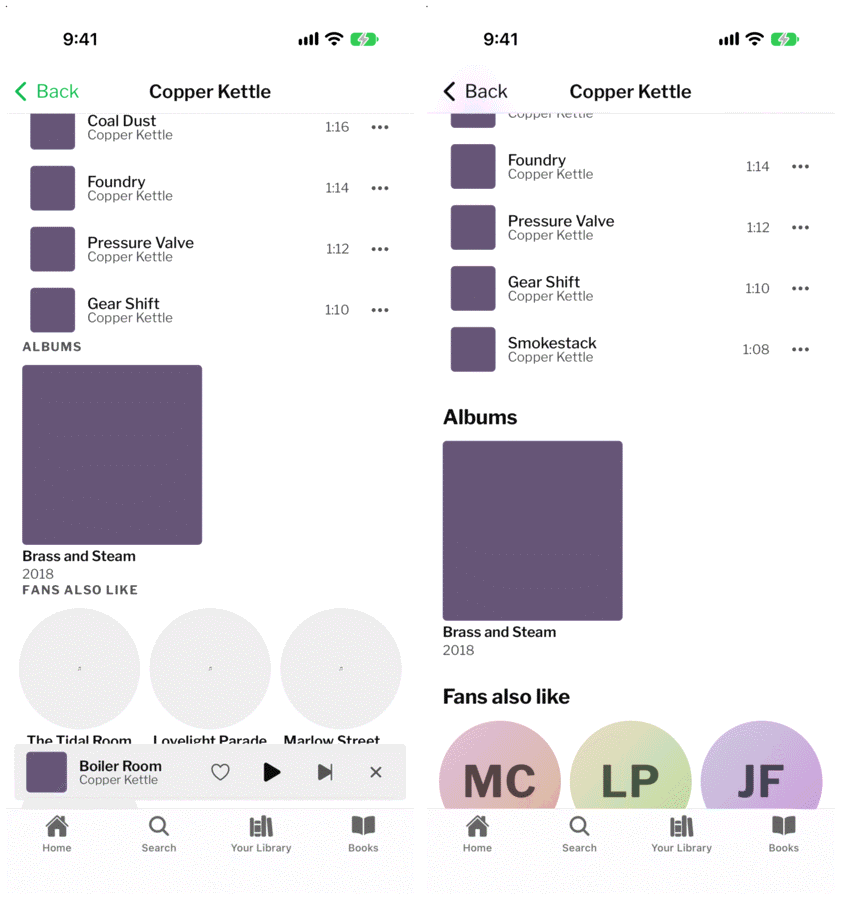 9:41
Back
Copper Kettle
Coal Dust
Copper Kettle
1:16
Foundry
Copper Kettle
1:14
Pressure Valve
Copper Kettle
1:12
Gear Shift
Copper Kettle
1:10
ALBUMS
Brass and Steam
2018
FANS ALSO LIKE
The Tidal Room
Lovelight Parade
Marlow Street
Boiler Room
Copper Kettle
Home
Search
Your Library
Books
9:41
Back
Copper Kettle
Copper Kettle
Foundry
Copper Kettle
1:14
Pressure Valve
Copper Kettle
1:12
Gear Shift
Copper Kettle
1:10
Smokestack
Copper Kettle
1:08
Albums
Brass and Steam
2018
Fans also like
MC
LP
JF
Home
Search
Your Library
Books